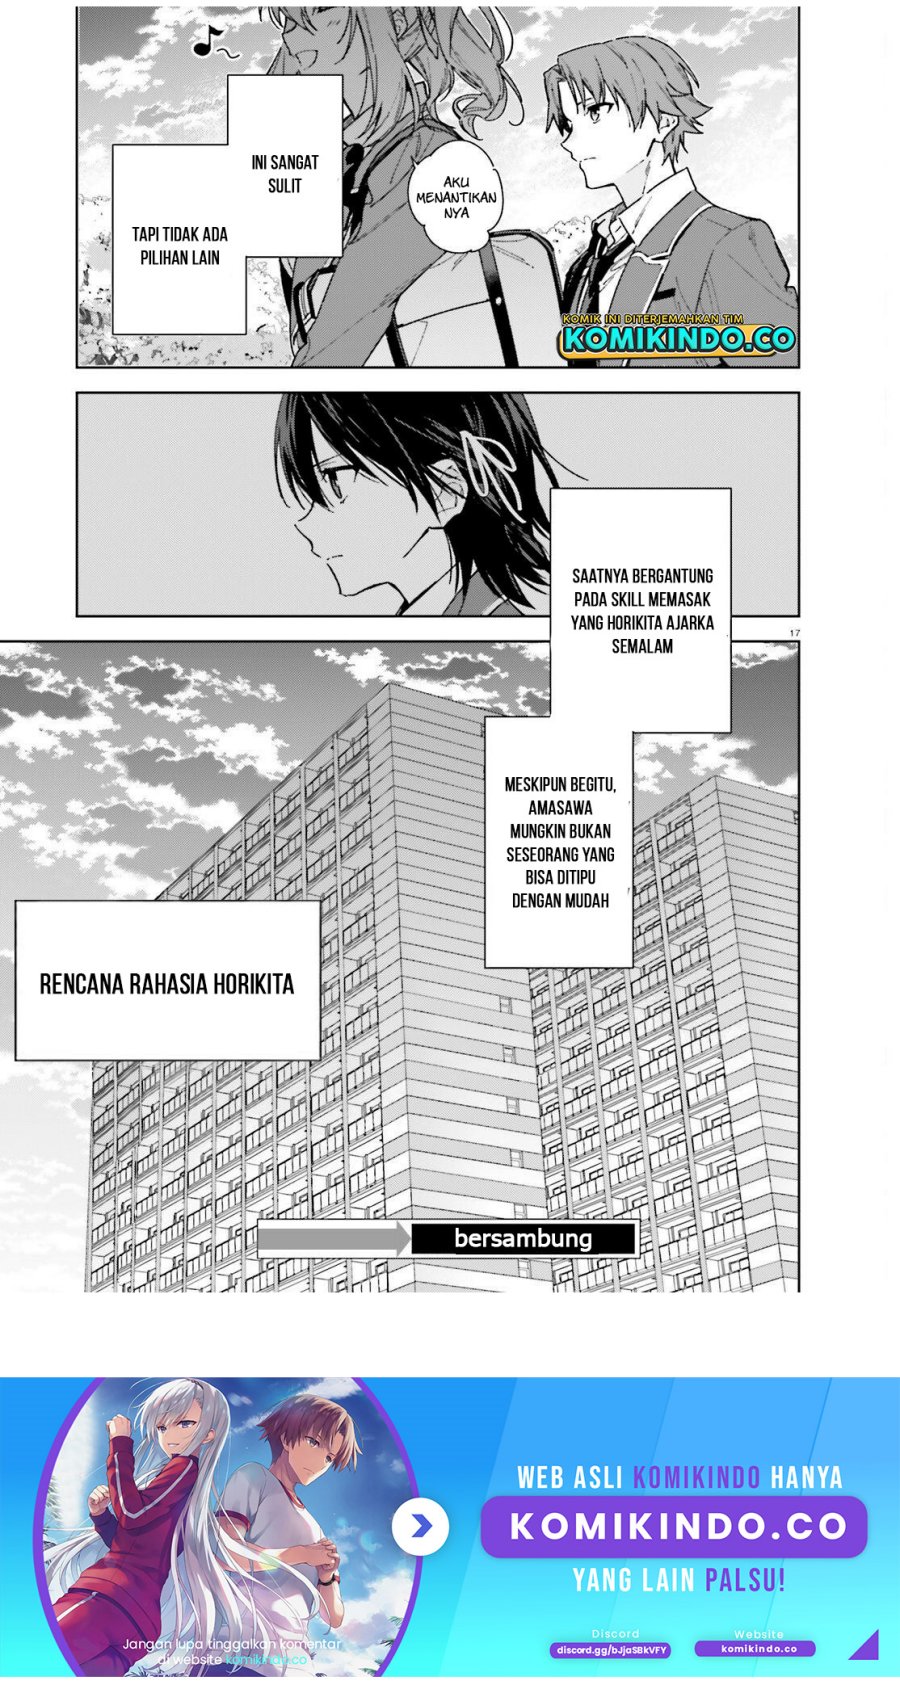 INI SANGAT
SULIT
TAPI TIDAK ADA
PILIHAN LAIN
AKU
MENANTIKAN
NYA
KOMIK INI DITERJEMAHKAN TIM
KOMIKINDO.CO
SAATNYA BERGANTUNG
PADA SKILL MEMASAK
YANG HORIKITA AJARKA
SEMALAM
17
MESKIPUN BEGITU,
AMASAWA
MUNGKIN BUKAN
SESEORANG YANG
BISA DITIPU
DENGAN MUDAH
RENCANA RAHASIA HORIKITA
bersambung
WEB ASLI KOMIKINDO HANYA
KOMIKINDO.CO
YANG LAIN PALSU!
Jangan lupa tinggalkan komentar
di website komikindo.co
Discord
discord.gg/bJjaSBkVFY
Website
komikindo.co